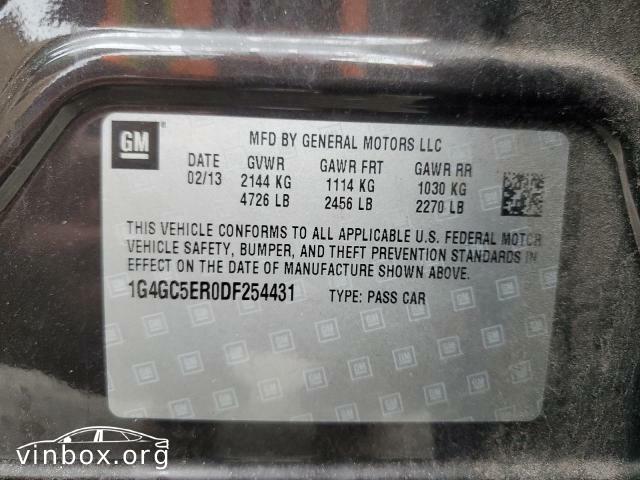 GM
MFD BY GENERAL MOTORS LLC
DATE GVWR GAWR FRT GAWR RR
02/13 2144 KG 1114 KG 1030 KG
4726 LB 2456 LB 2270 LB
THIS VEHICLE CONFORMS TO ALL APPLICABLE U.S. FEDERAL MOTOR
VEHICLE SAFETY, BUMPER, AND THEFT PREVENTION STANDARDS IN
EFFECT ON THE DATE OF MANUFACTURE SHOWN ABOVE.
1G4GC5ER0DF254431 TYPE: PASS CAR
vinbox.org